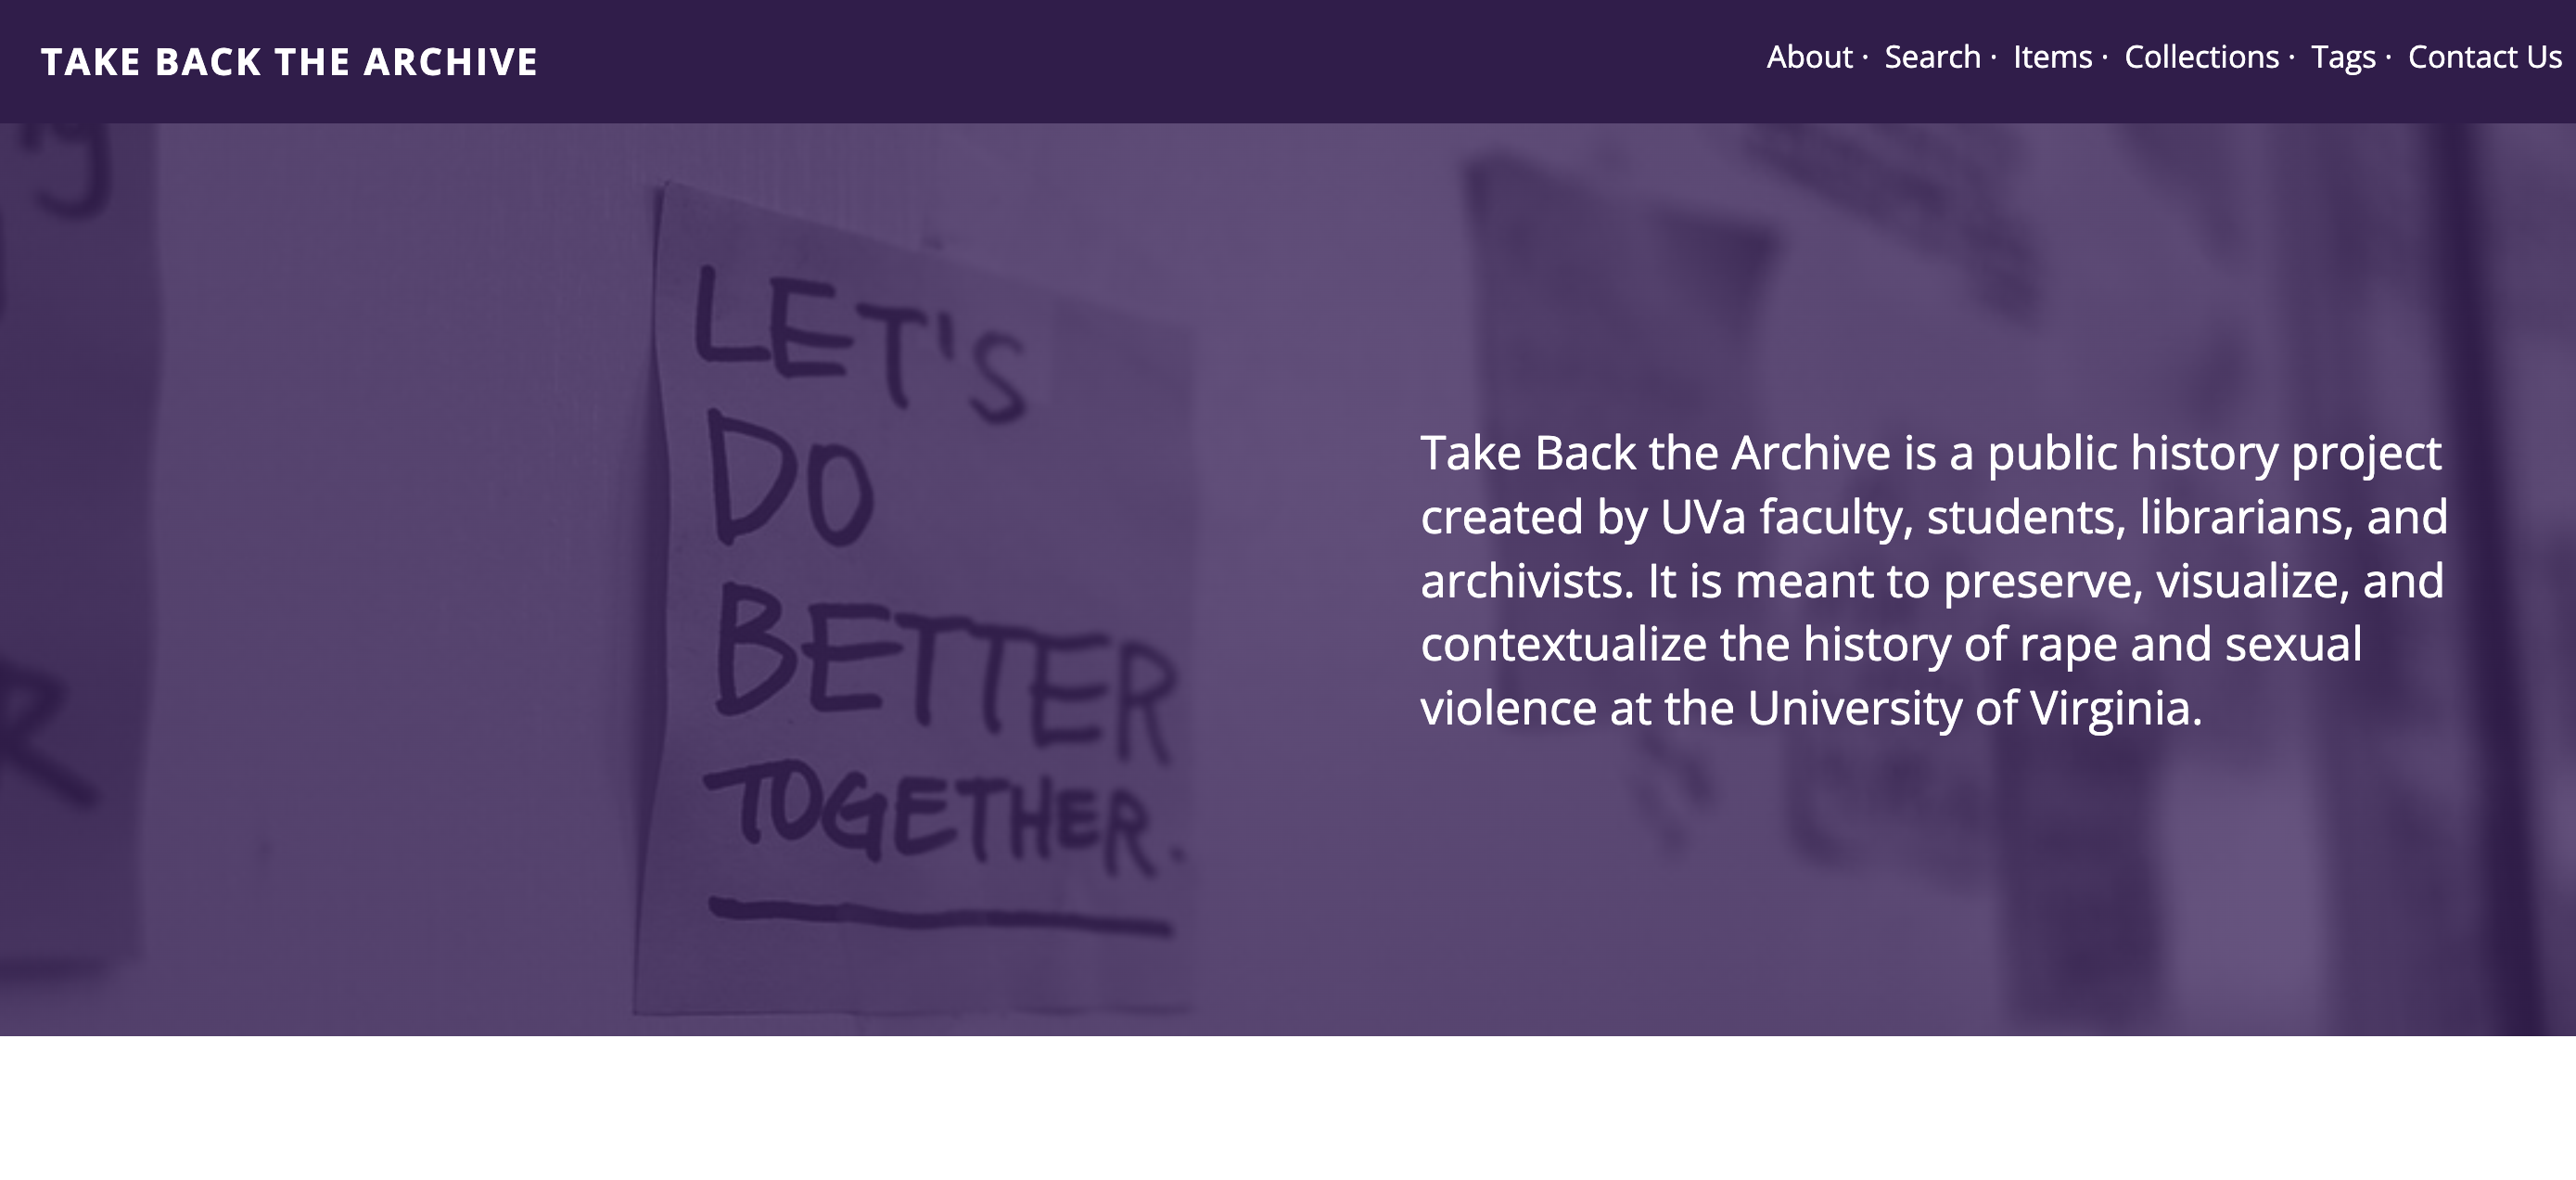 TAKE BACK THE ARCHIVE
About · Search · Items · Collections · Tags · Contact Us
LET'S
DO
BETTER
TOGETHER.
Take Back the Archive is a public history project
created by UVa faculty, students, librarians, and
archivists. It is meant to preserve, visualize, and
contextualize the history of rape and sexual
violence at the University of Virginia.